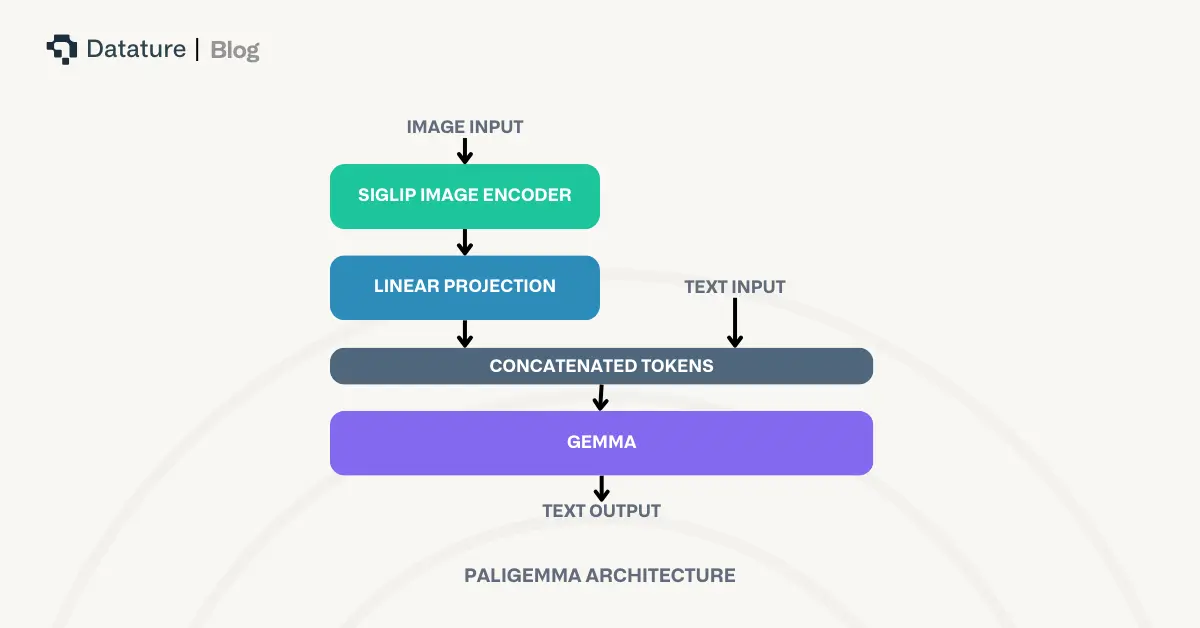 Datature | Blog
IMAGE INPUT
SIGLIP IMAGE ENCODER
LINEAR PROJECTION
TEXT INPUT
CONCATENATED TOKENS
GEMMA
TEXT OUTPUT
PALIGEMMA ARCHITECTURE